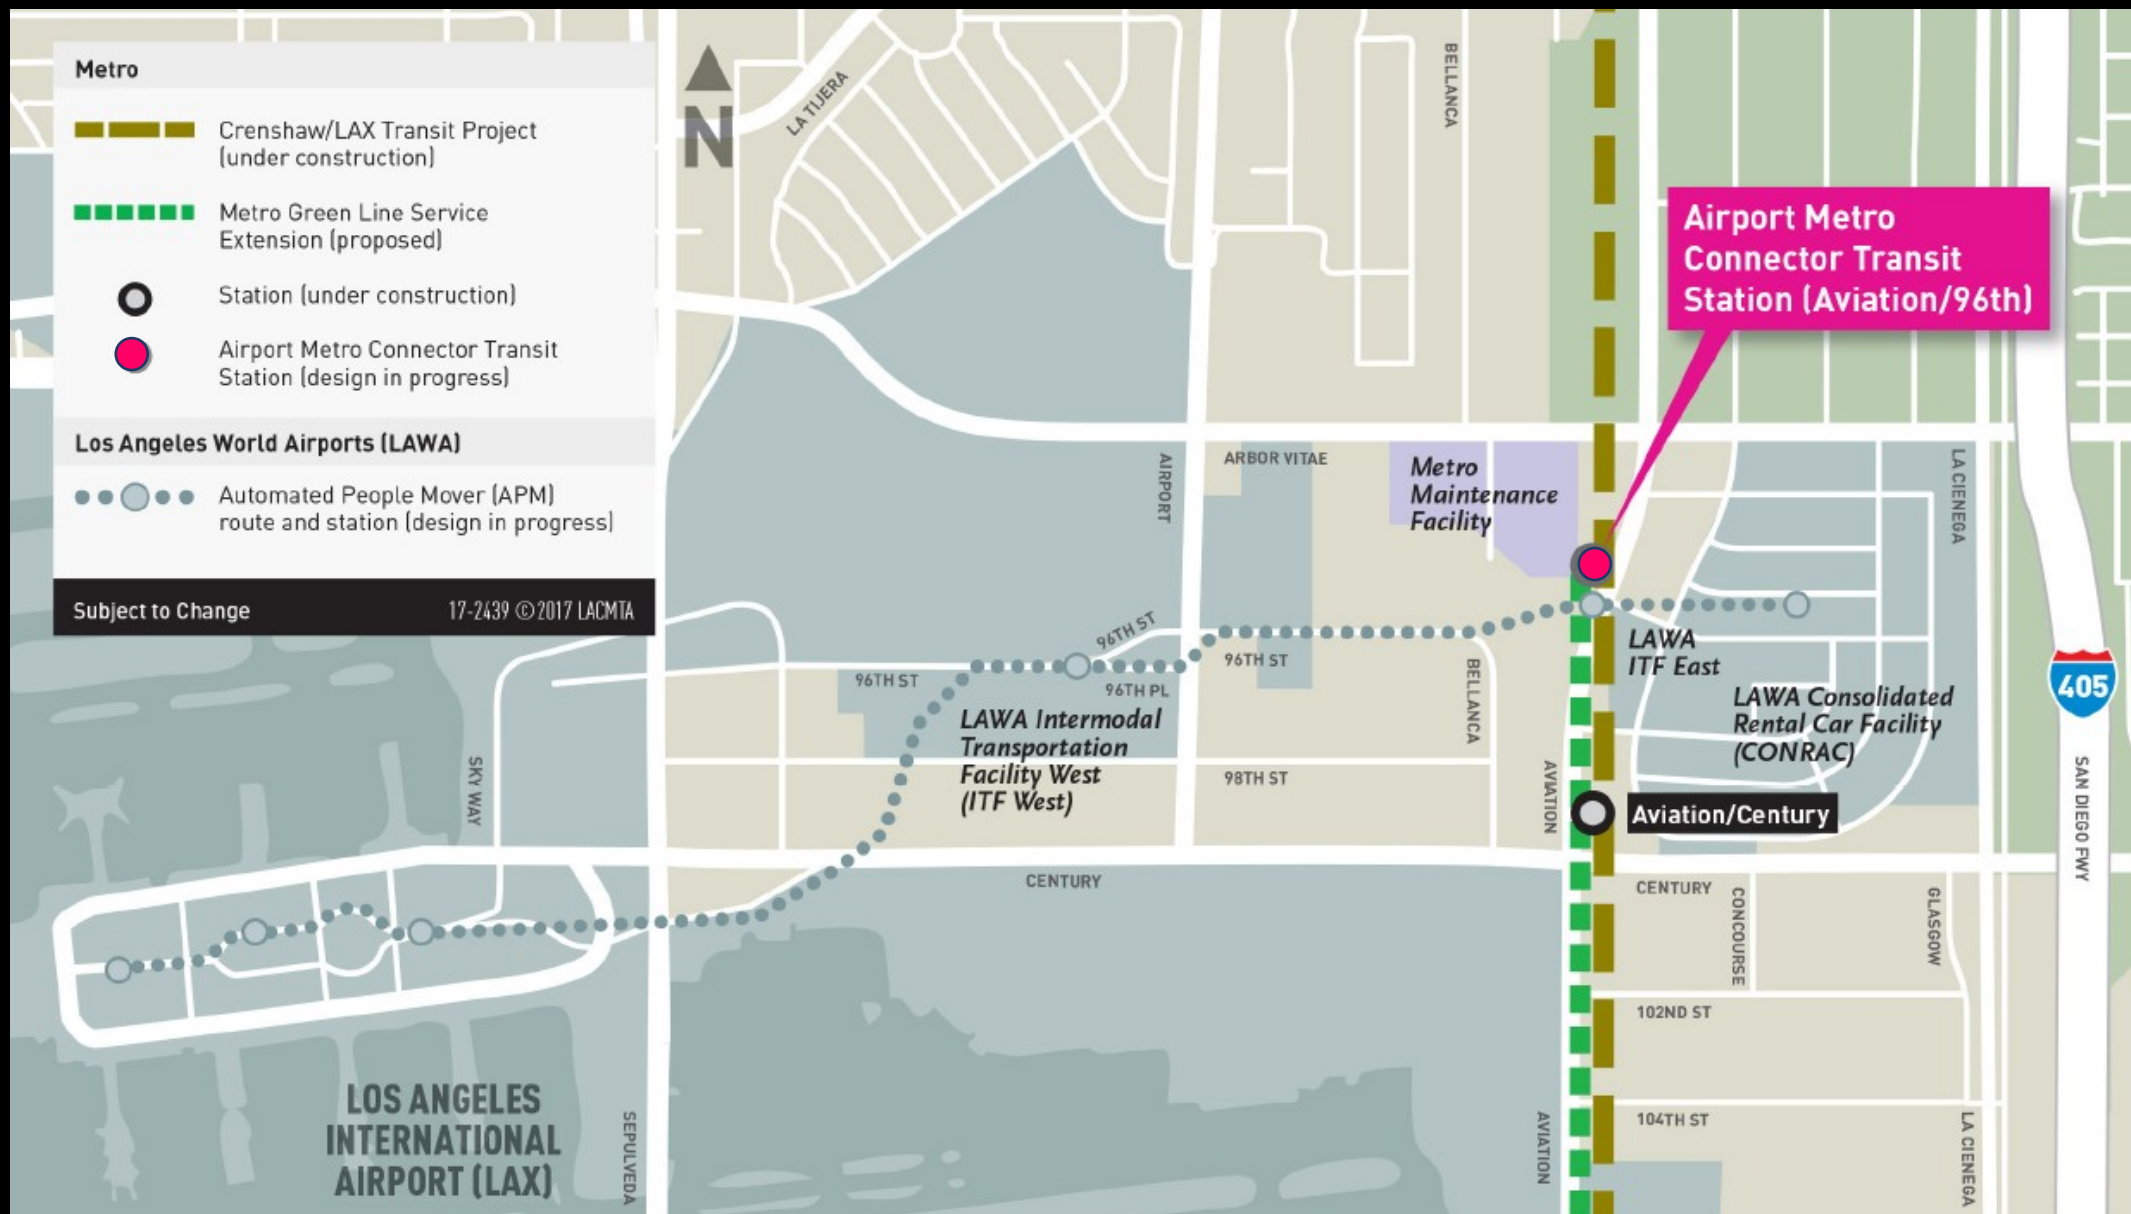 Metro
Crenshaw/LAX Transit Project
(under construction)
Metro Green Line Service
Extension (proposed)
Station (under construction)
Airport Metro Connector Transit
Station (design in progress)
Los Angeles World Airports (LAWA)
Automated People Mover (APM)
route and station (design in progress)
Subject to Change
17-2439 ©2017 LACMTA
N
LA TIJERA
BELLANCA
Airport Metro
Connector Transit
Station (Aviation/96th)
AIRPORT
ARBOR VITAE
Metro
Maintenance
Facility
LA CIENEGA
96TH ST
96TH ST
96TH PL
96TH ST
BELLANCA
LAWA
ITF East
LAWA Consolidated
Rental Car Facility
(CONRAC)
405
LAWA Intermodal
Transportation
Facility West
(ITF West)
SKY WAY
98TH ST
AVIATION
Aviation/Century
SAN DIEGO FWY
CENTURY
CENTURY
CONCOURSE
GLASGOW
102ND ST
LOS ANGELES
INTERNATIONAL
AIRPORT (LAX)
SEPULVEDA
AVIATION
104TH ST
LA CIENEGA